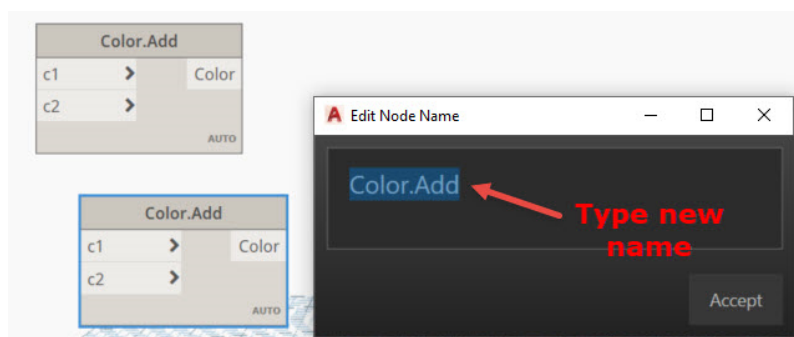 Color.Add
c1 > Color
c2 >
AUTO
Color.Add
c1 > Color
c2 >
AUTO
A Edit Node Name
Color.Add
Type new
name
Accept